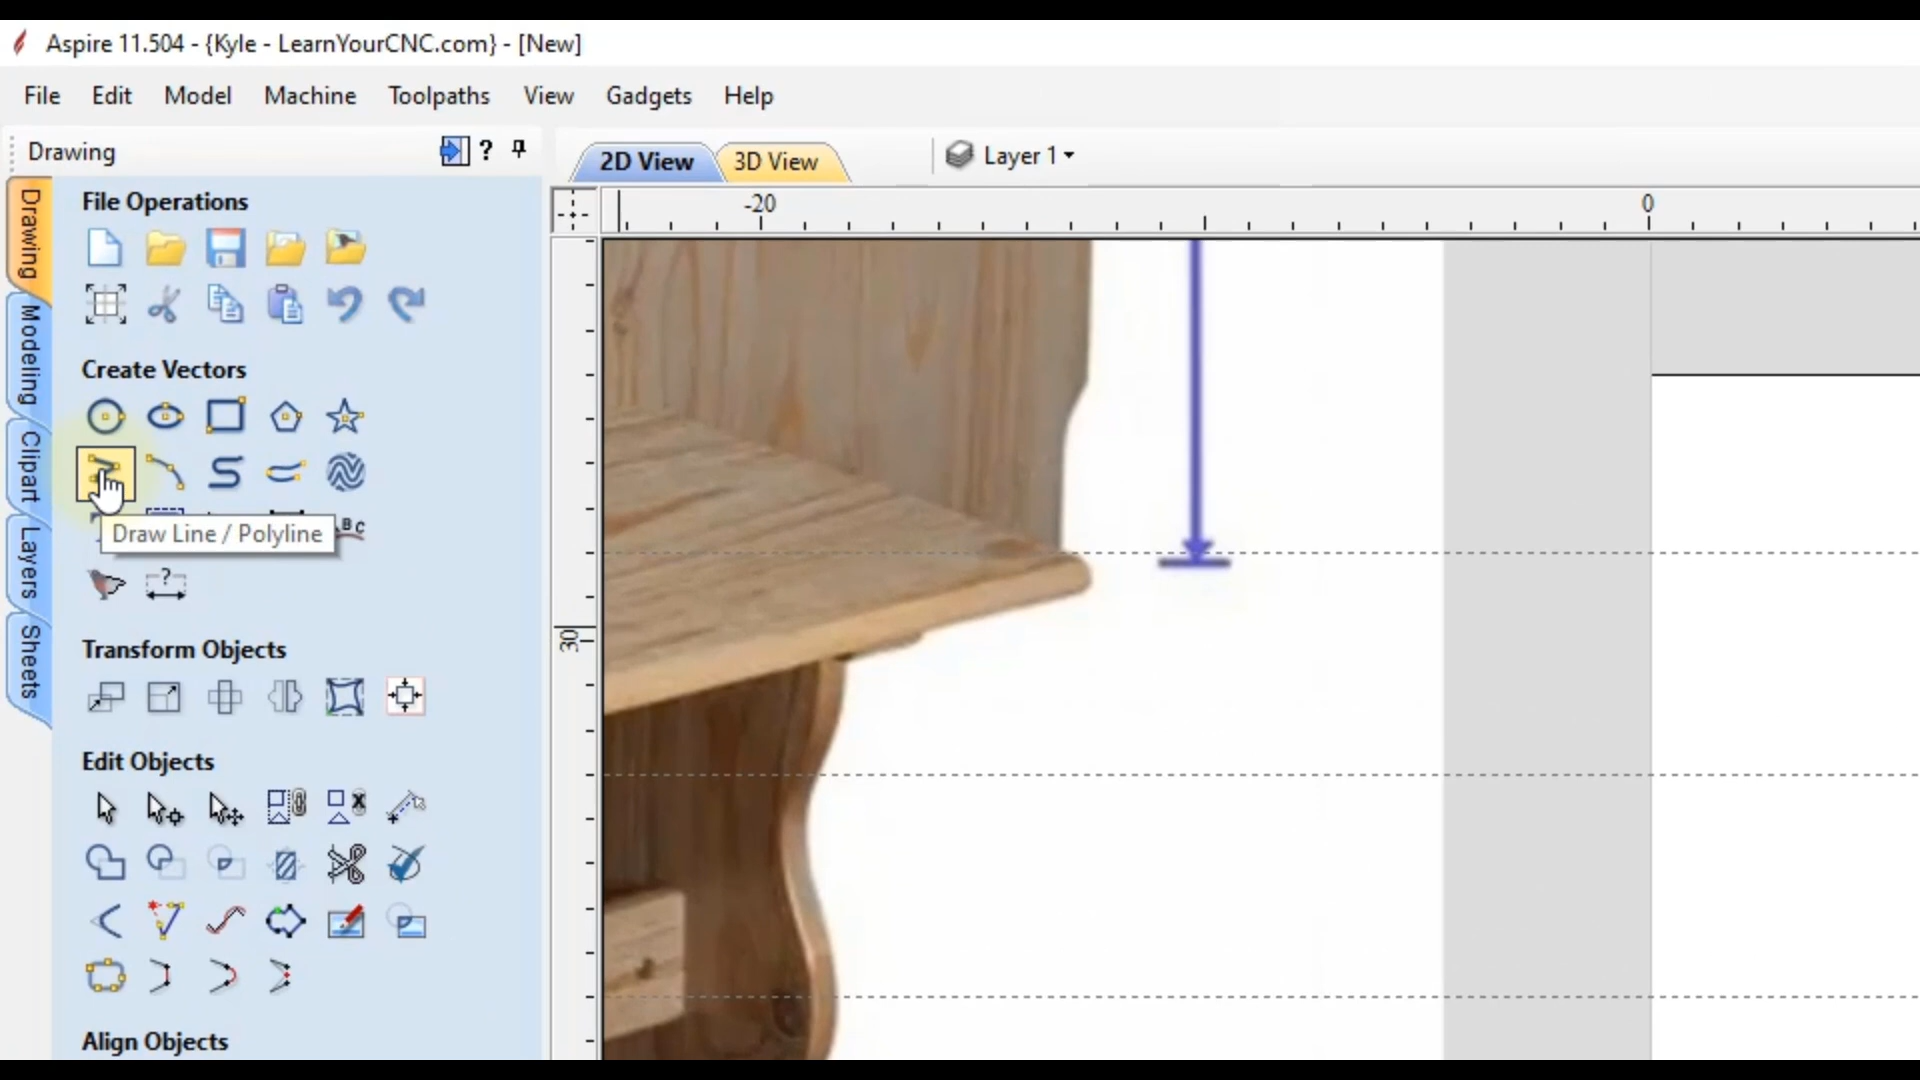 Aspire 11.504 - {Kyle - LearnYourCNC.com} - [New]
File Edit Model Machine Toolpaths View Gadgets Help
Drawing ?
2D View 3D View Layer 1
Drawing
Modeling
Clipart
Layers
Sheets
File Operations
Create Vectors
Draw Line / Polyline
Transform Objects
Edit Objects
Align Objects
-20 0
30